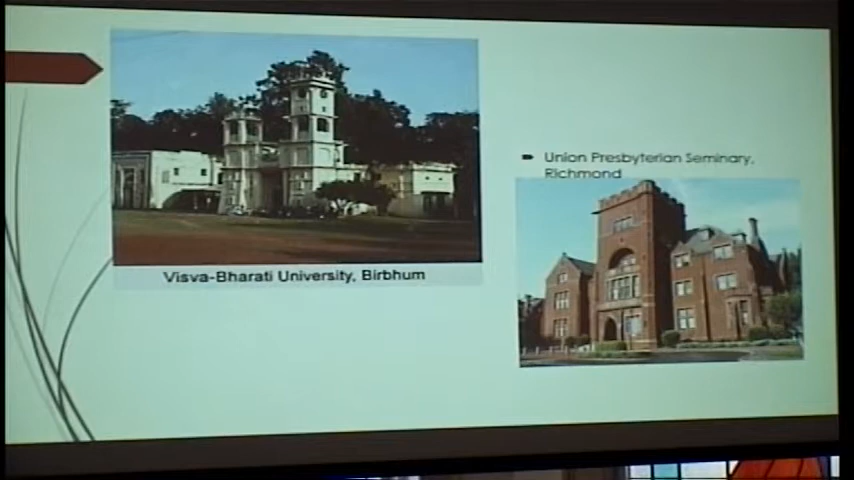 Visva-Bharati University, Birbhum
Union Presbyterian Seminary,
Richmond